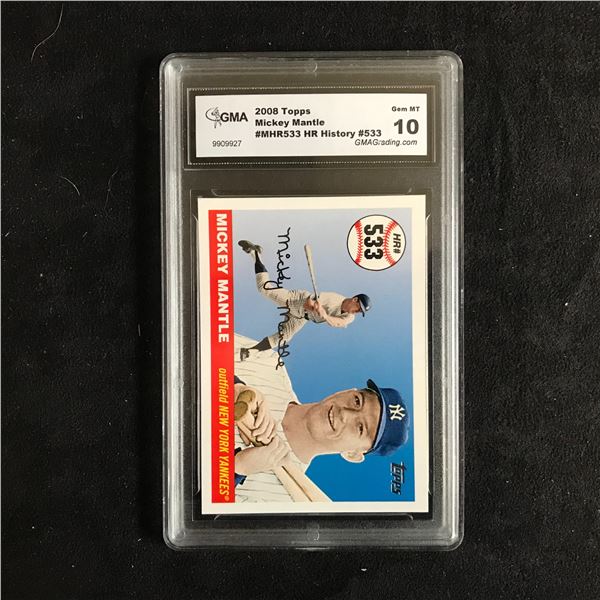 GMA
9909927
2008 Topps
Mickey Mantle
#MHR533 HR History #533
Gem MT
10
GMAGrading.com
HR#
533
Mickey Mantle
MICKEY MANTLE
outfield NEW YORK YANKEES®
NY
Topps